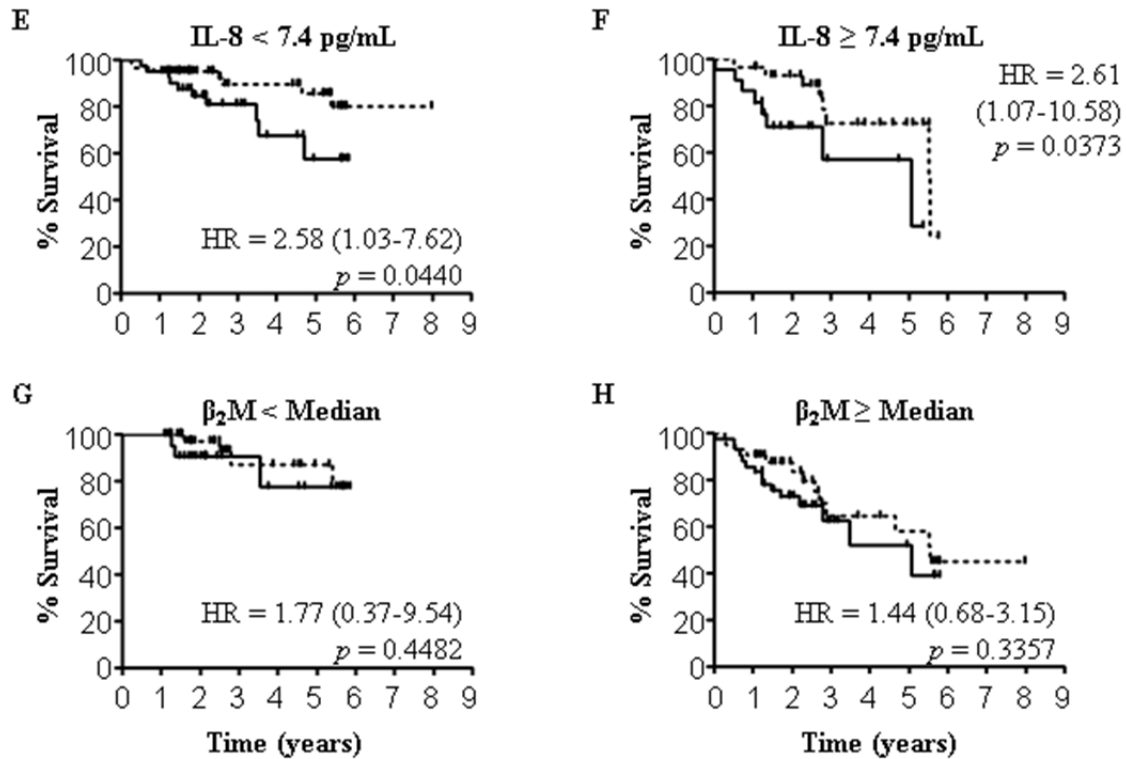 E
IL-8 < 7.4 pg/mL
% Survival
100
80
60
40
20
0
HR = 2.58 (1.03-7.62)
p = 0.0440
0 1 2 3 4 5 6 7 8 9
F
IL-8 ≥ 7.4 pg/mL
% Survival
100
80
60
40
20
0
HR = 2.61
(1.07-10.58)
p = 0.0373
0 1 2 3 4 5 6 7 8 9
G
β₂M < Median
% Survival
100
80
60
40
20
0
HR = 1.77 (0.37-9.54)
p = 0.4482
0 1 2 3 4 5 6 7 8 9
Time (years)
H
β₂M ≥ Median
% Survival
100
80
60
40
20
0
HR = 1.44 (0.68-3.15)
p = 0.3357
0 1 2 3 4 5 6 7 8 9
Time (years)